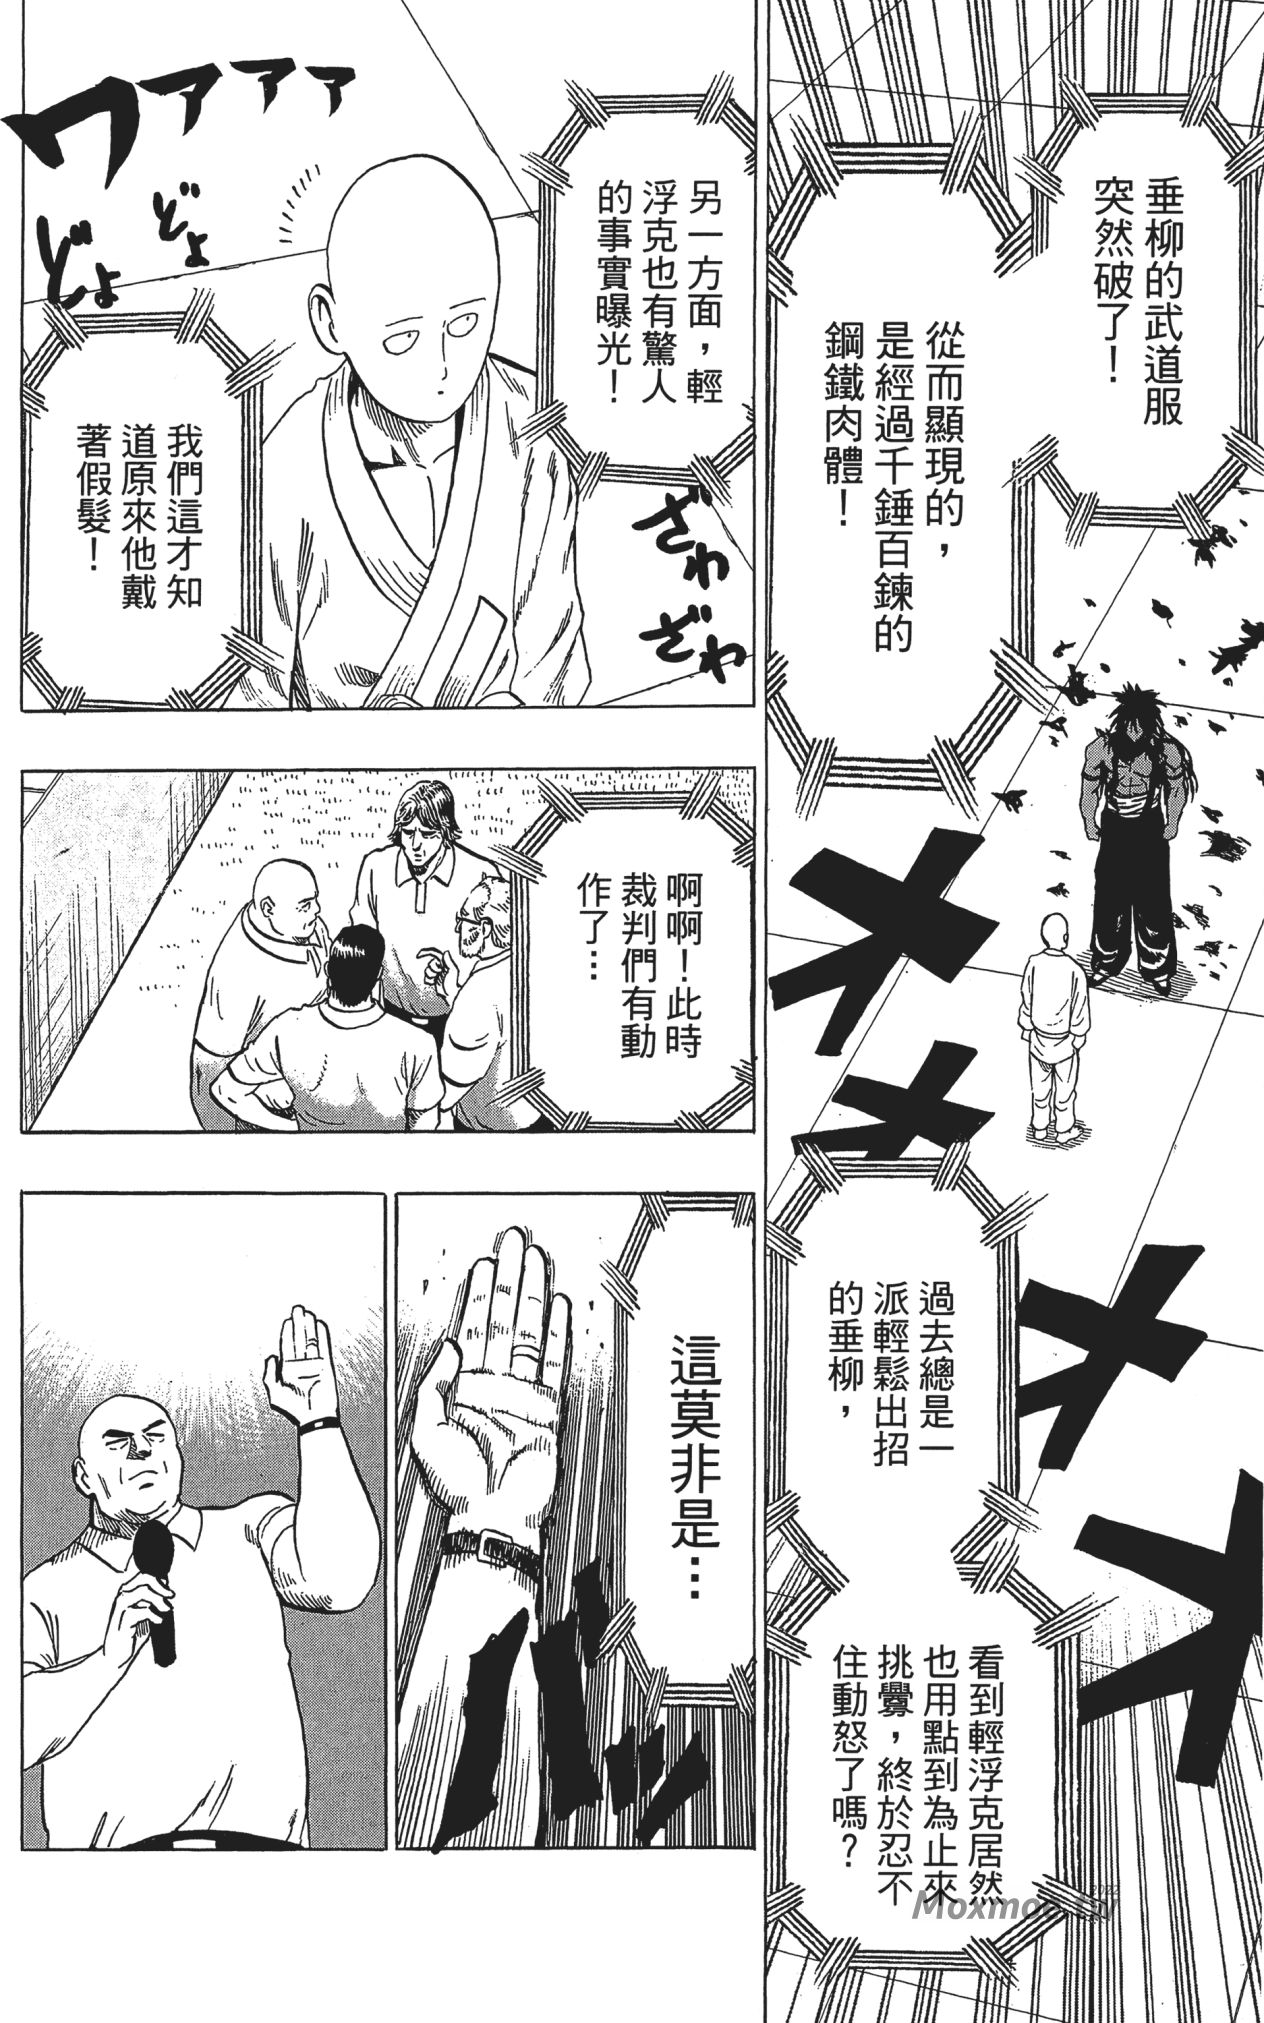 垂柳的武道服
突然破了！
從而顯現的，
是經過千錘百鍊的
鋼鐵肉體！
オオオオ
過去總是一
派輕鬆出招
的垂柳，
看到輕浮克居然
也用點到為止來
挑釁，終於忍不
住動怒了嗎？
另一方面，輕
浮克也有驚人
的事實曝光！
ワアアア
どよ
どよ
ざわ
ざわ
我們這才知
道原來他戴
著假髮！
啊啊！此時
裁判們有動
作了…
這莫非是…
バッ
2022
Moxmoe.tw